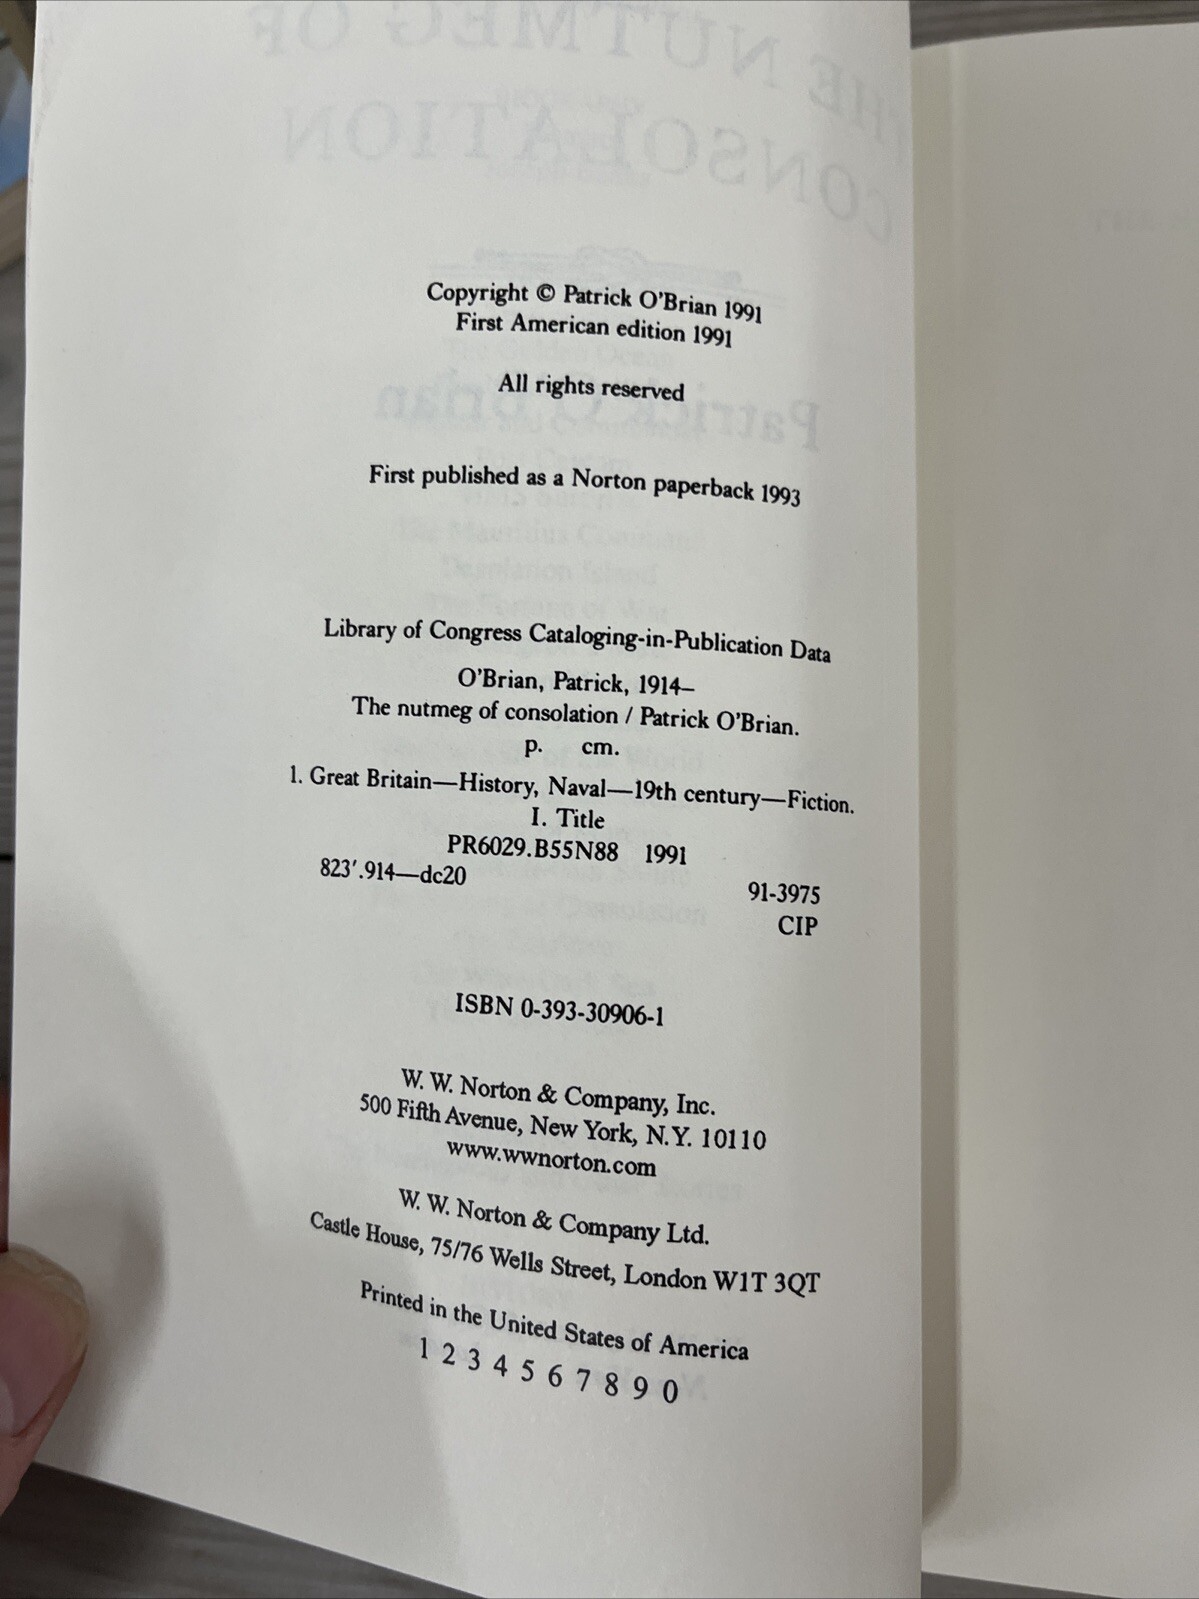 Copyright © Patrick O'Brian 1991
First American edition 1991
All rights reserved
First published as a Norton paperback 1993
Library of Congress Cataloging-in-Publication Data
O'Brian, Patrick, 1914–
The nutmeg of consolation / Patrick O'Brian.
p. cm.
1. Great Britain—History, Naval—19th century—Fiction.
I. Title
PR6029.B55N88 1991
823′.914—dc20 91-3975
CIP
ISBN 0-393-30906-1
W. W. Norton & Company, Inc.
500 Fifth Avenue, New York, N.Y. 10110
www.wwnorton.com
W. W. Norton & Company Ltd.
Castle House, 75/76 Wells Street, London W1T 3QT
Printed in the United States of America
1 2 3 4 5 6 7 8 9 0